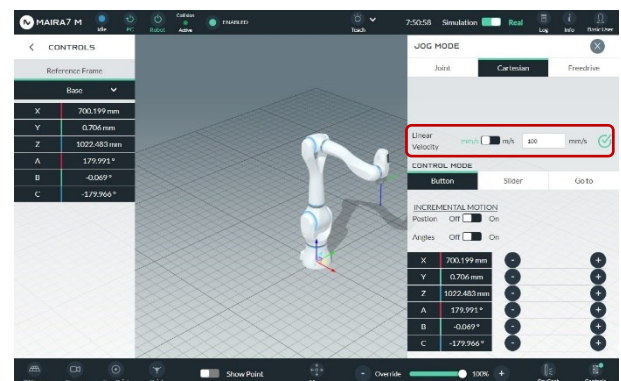 MAIRA7 M
Idle
PC
Robot
Collision
Active
ENABLED
Teach
7:50:58 Simulation Real
Log
Info
Basic User
CONTROLS
Reference Frame
Base
X 700.199 mm
Y 0.706 mm
Z 1022.483 mm
A 179.991 °
B -0.069 °
C -179.966 °
JOG MODE
Joint Cartesian Freedrive
Linear
Velocity
mm/s m/s 100 mm/s
CONTROL MODE
Button Slider Go to
INCREMENTAL MOTION
Postion Off On
Angles Off On
X 700.199 mm - +
Y 0.706 mm - +
Z 1022.483 mm - +
A 179.991 ° - +
B -0.069 ° - +
C -179.966 ° - +
Show Point
- Override 100% +